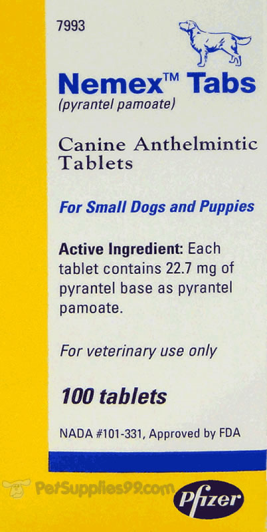 7993
Nemex™ Tabs
(pyrantel pamoate)
Canine Anthelmintic
Tablets
For Small Dogs and Puppies
Active Ingredient: Each
tablet contains 22.7 mg of
pyrantel base as pyrantel
pamoate.
For veterinary use only
100 tablets
NADA #101-331, Approved by FDA
PetSupplies99.com
Pfizer